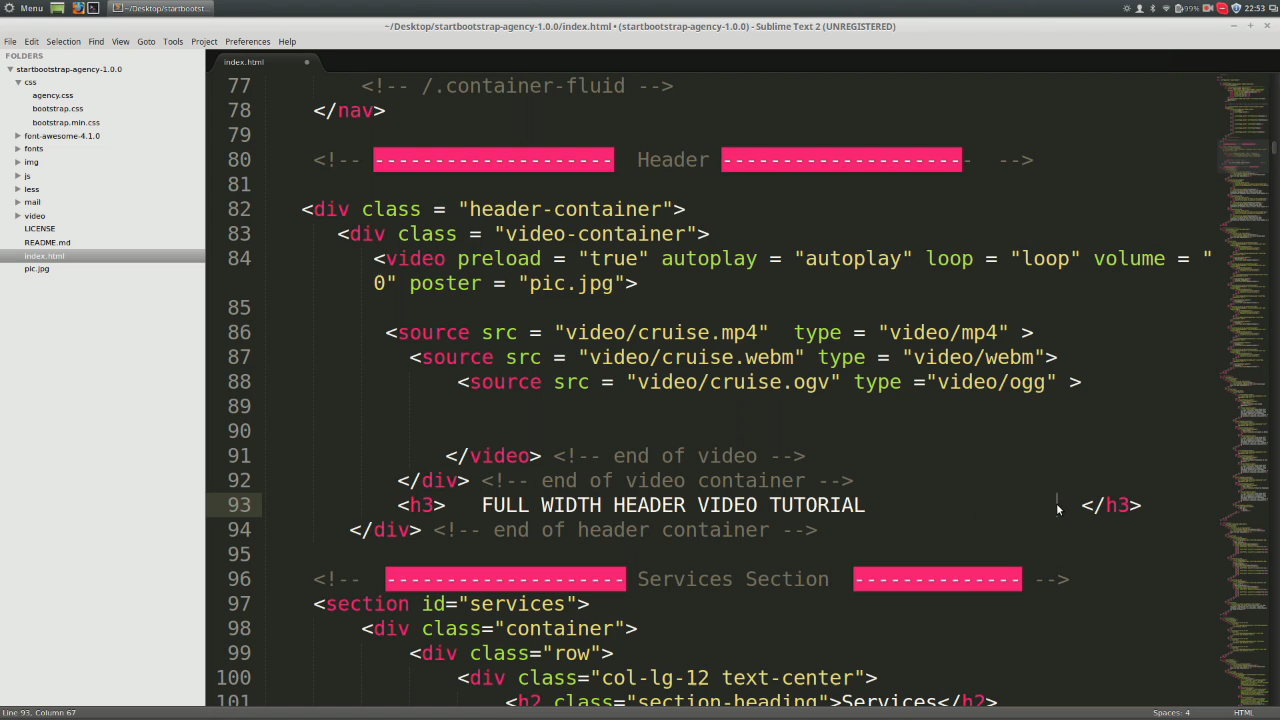 Menu
~/Desktop/startbootst...
99%
22:53
~/Desktop/startbootstrap-agency-1.0.0/index.html • (startbootstrap-agency-1.0.0) - Sublime Text 2 (UNREGISTERED)
File Edit Selection Find View Goto Tools Project Preferences Help
FOLDERS
startbootstrap-agency-1.0.0
css
agency.css
bootstrap.css
bootstrap.min.css
font-awesome-4.1.0
fonts
img
js
less
mail
video
LICENSE
README.md
index.html
pic.jpg
index.html
77 <!-- /.container-fluid -->
78 </nav>
79
80 <!-- -------------------- Header --------------------- -->
81
82 <div class = "header-container">
83 <div class = "video-container">
84 <video preload = "true" autoplay = "autoplay" loop = "loop" volume = "
0" poster = "pic.jpg">
85
86 <source src = "video/cruise.mp4" type = "video/mp4" >
87 <source src = "video/cruise.webm" type = "video/webm">
88 <source src = "video/cruise.ogv" type ="video/ogg" >
89
90
91 </video> <!-- end of video -->
92 </div> <!-- end of video container -->
93 <h3> FULL WIDTH HEADER VIDEO TUTORIAL </h3>
94 </div> <!-- end of header container -->
95
96 <!-- -------------------- Services Section -------------- -->
97 <section id="services">
98 <div class="container">
99 <div class="row">
100 <div class="col-lg-12 text-center">
101 <h2 class="section-heading">Services</h2>
Line 93, Column 67
Spaces: 4
HTML